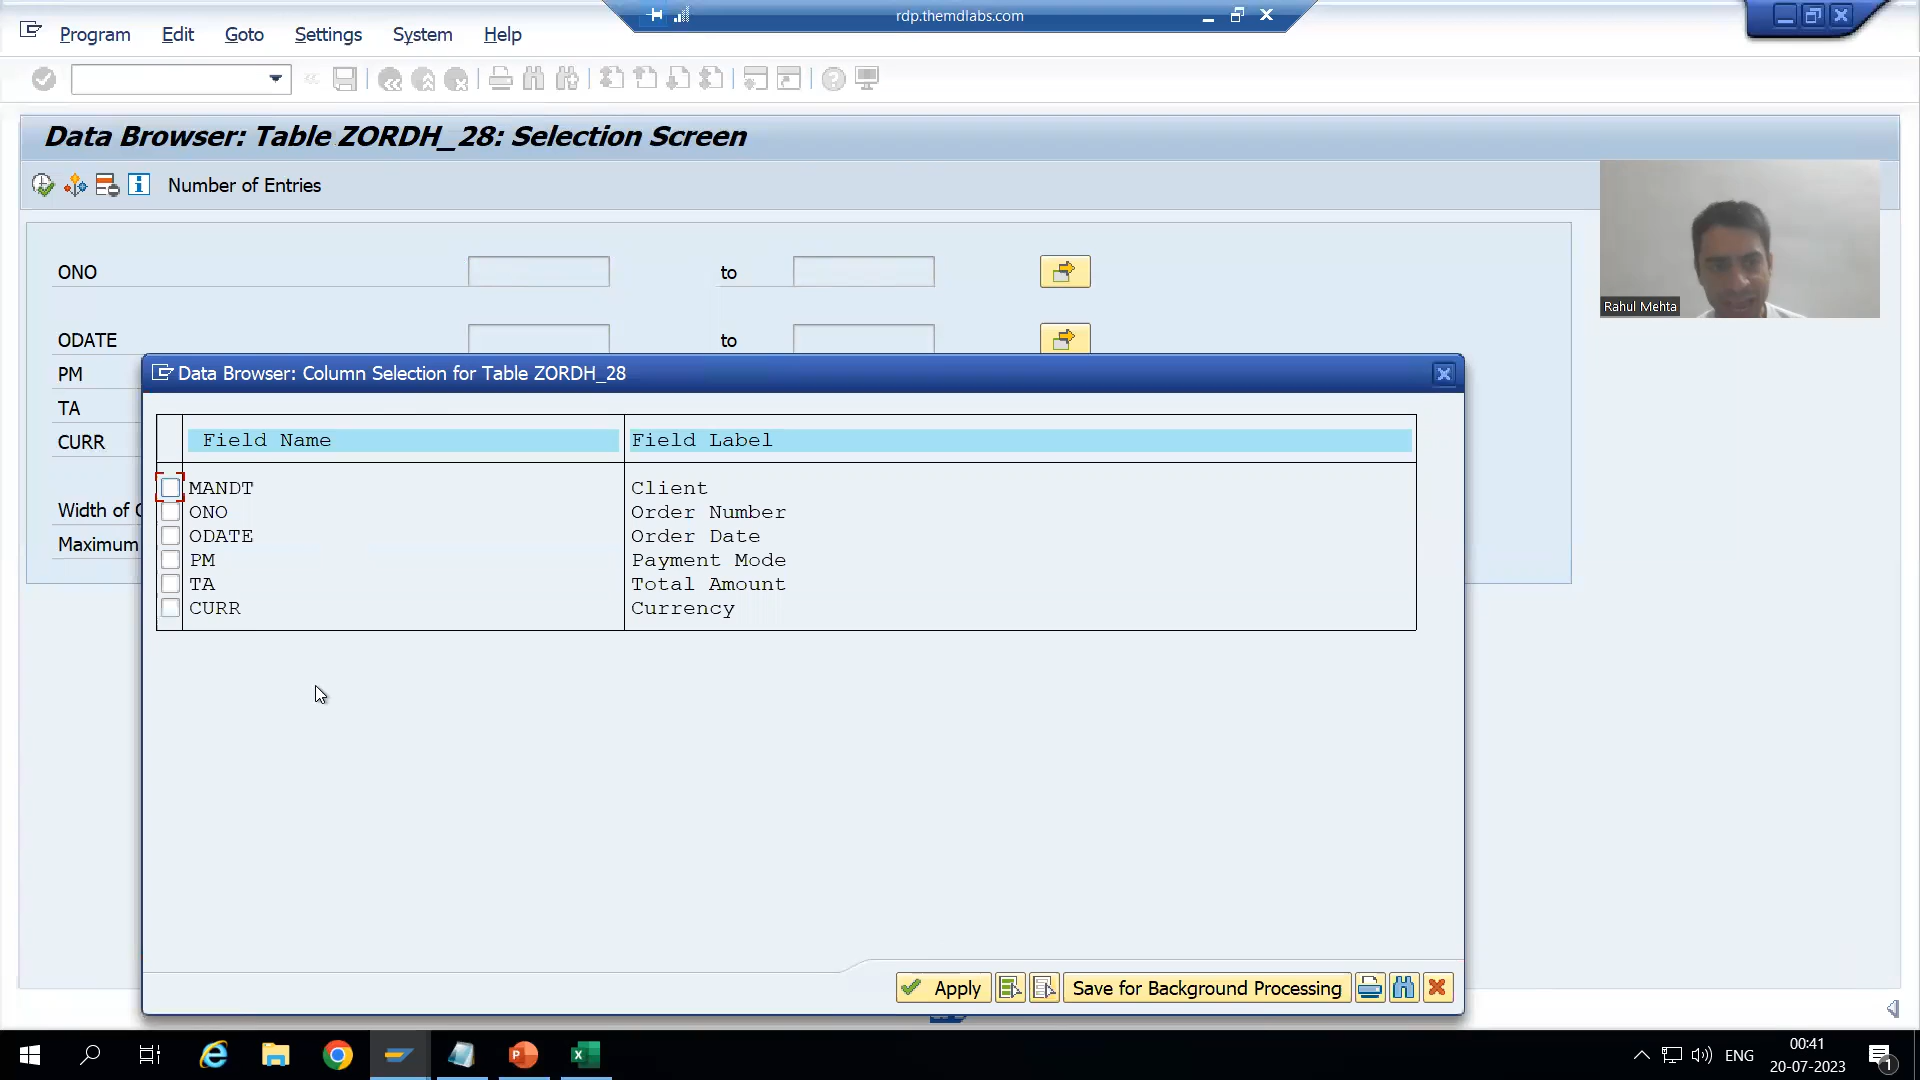 rdp.themdlabs.com
Program Edit Goto Settings System Help
Data Browser: Table ZORDH_28: Selection Screen
Number of Entries
ONO to
ODATE to
PM
TA
CURR
Width of
Maximum
Rahul Mehta
Data Browser: Column Selection for Table ZORDH_28
Field Name Field Label
MANDT Client
ONO Order Number
ODATE Order Date
PM Payment Mode
TA Total Amount
CURR Currency
Apply Save for Background Processing
ENG
00:41
20-07-2023
1